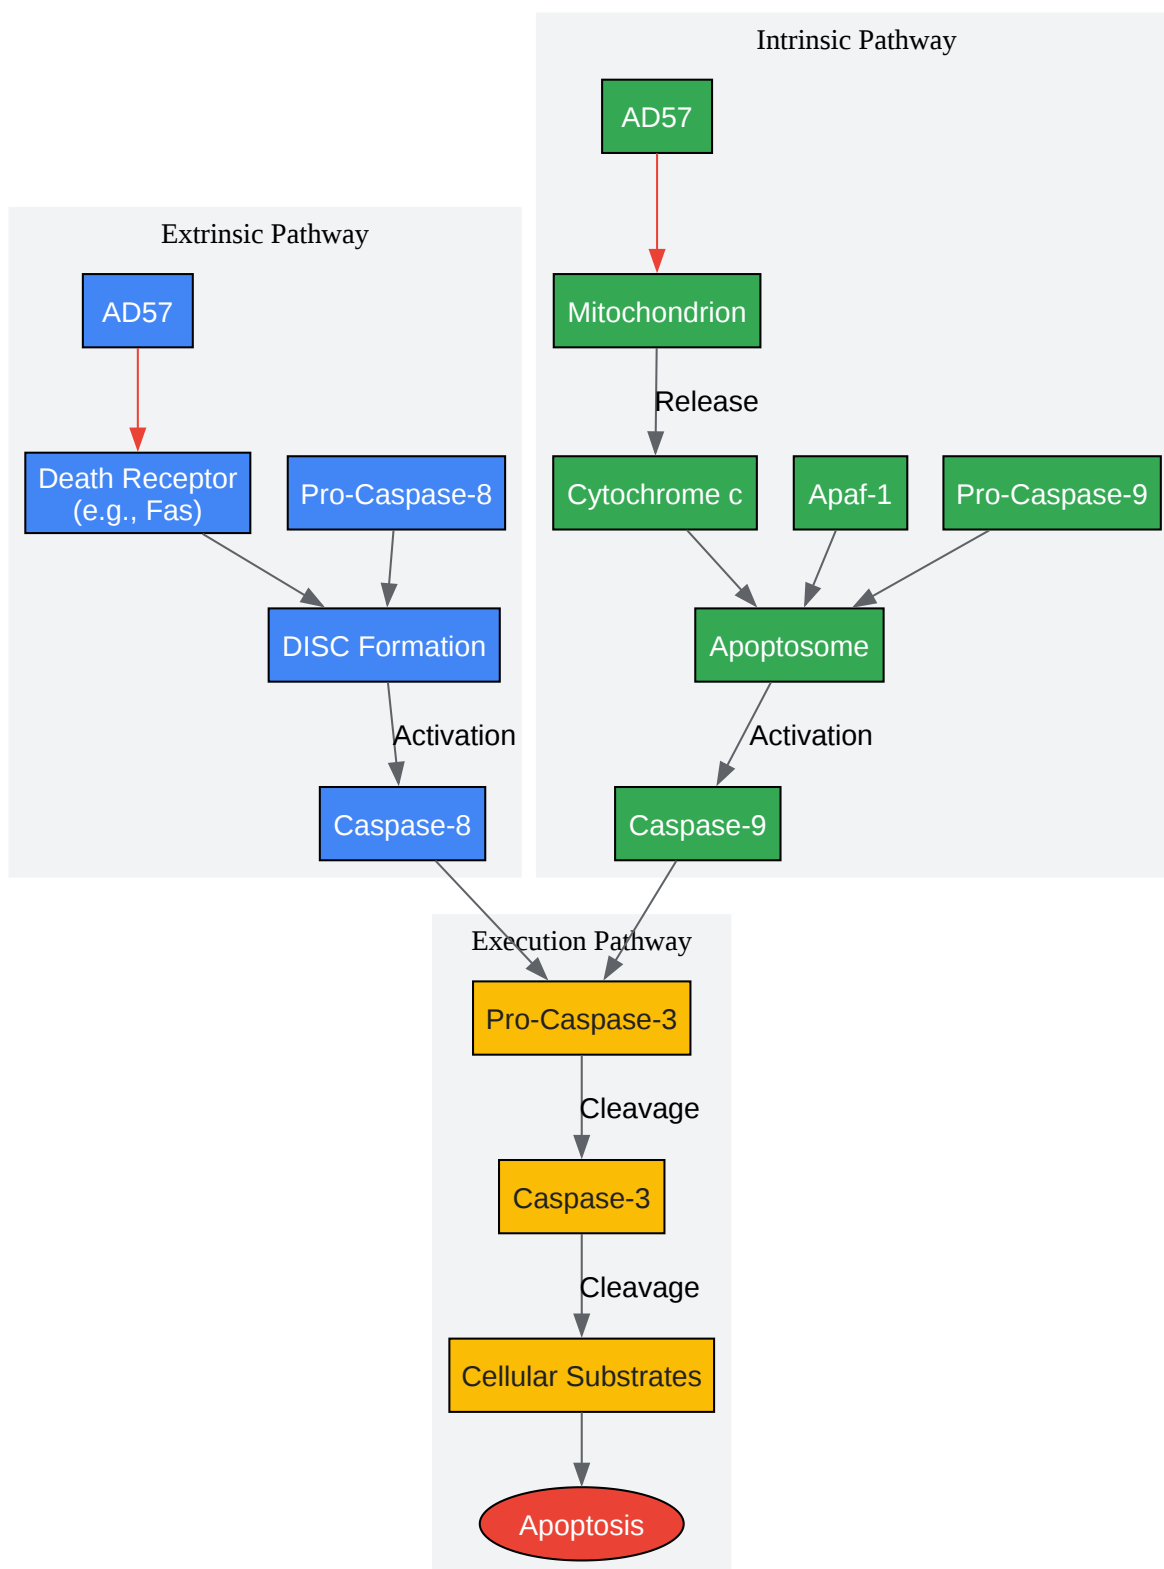 Intrinsic Pathway
AD57
Extrinsic Pathway
AD57
Mitochondrion
Release
Death Receptor
(e.g., Fas)
Pro-Caspase-8
Cytochrome c
Apaf-1
Pro-Caspase-9
DISC Formation
Apoptosome
Activation
Activation
Caspase-8
Caspase-9
Execution Pathway
Pro-Caspase-3
Cleavage
Caspase-3
Cleavage
Cellular Substrates
Apoptosis